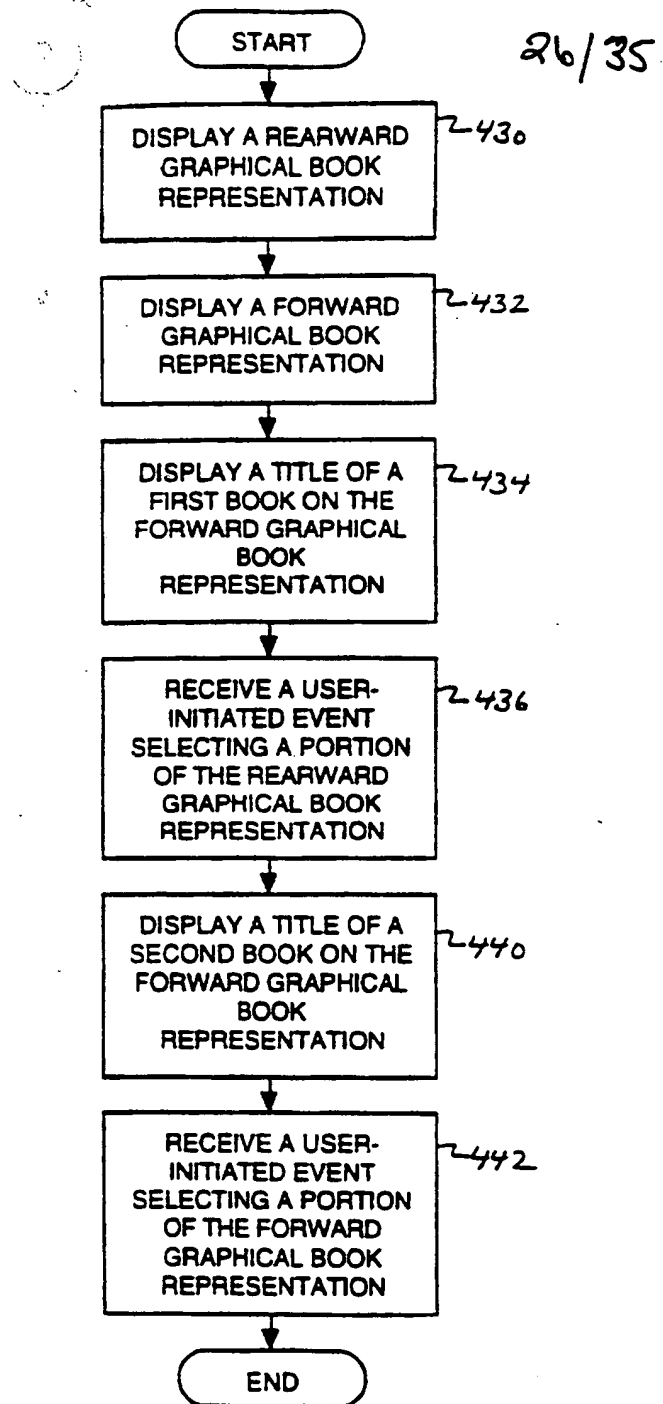 START
26/35
DISPLAY A REARWARD
GRAPHICAL BOOK
REPRESENTATION
430
DISPLAY A FORWARD
GRAPHICAL BOOK
REPRESENTATION
432
DISPLAY A TITLE OF A
FIRST BOOK ON THE
FORWARD GRAPHICAL
BOOK
REPRESENTATION
434
RECEIVE A USER-
INITIATED EVENT
SELECTING A PORTION
OF THE REARWARD
GRAPHICAL BOOK
REPRESENTATION
436
DISPLAY A TITLE OF A
SECOND BOOK ON THE
FORWARD GRAPHICAL
BOOK
REPRESENTATION
440
RECEIVE A USER-
INITIATED EVENT
SELECTING A PORTION
OF THE FORWARD
GRAPHICAL BOOK
REPRESENTATION
442
END